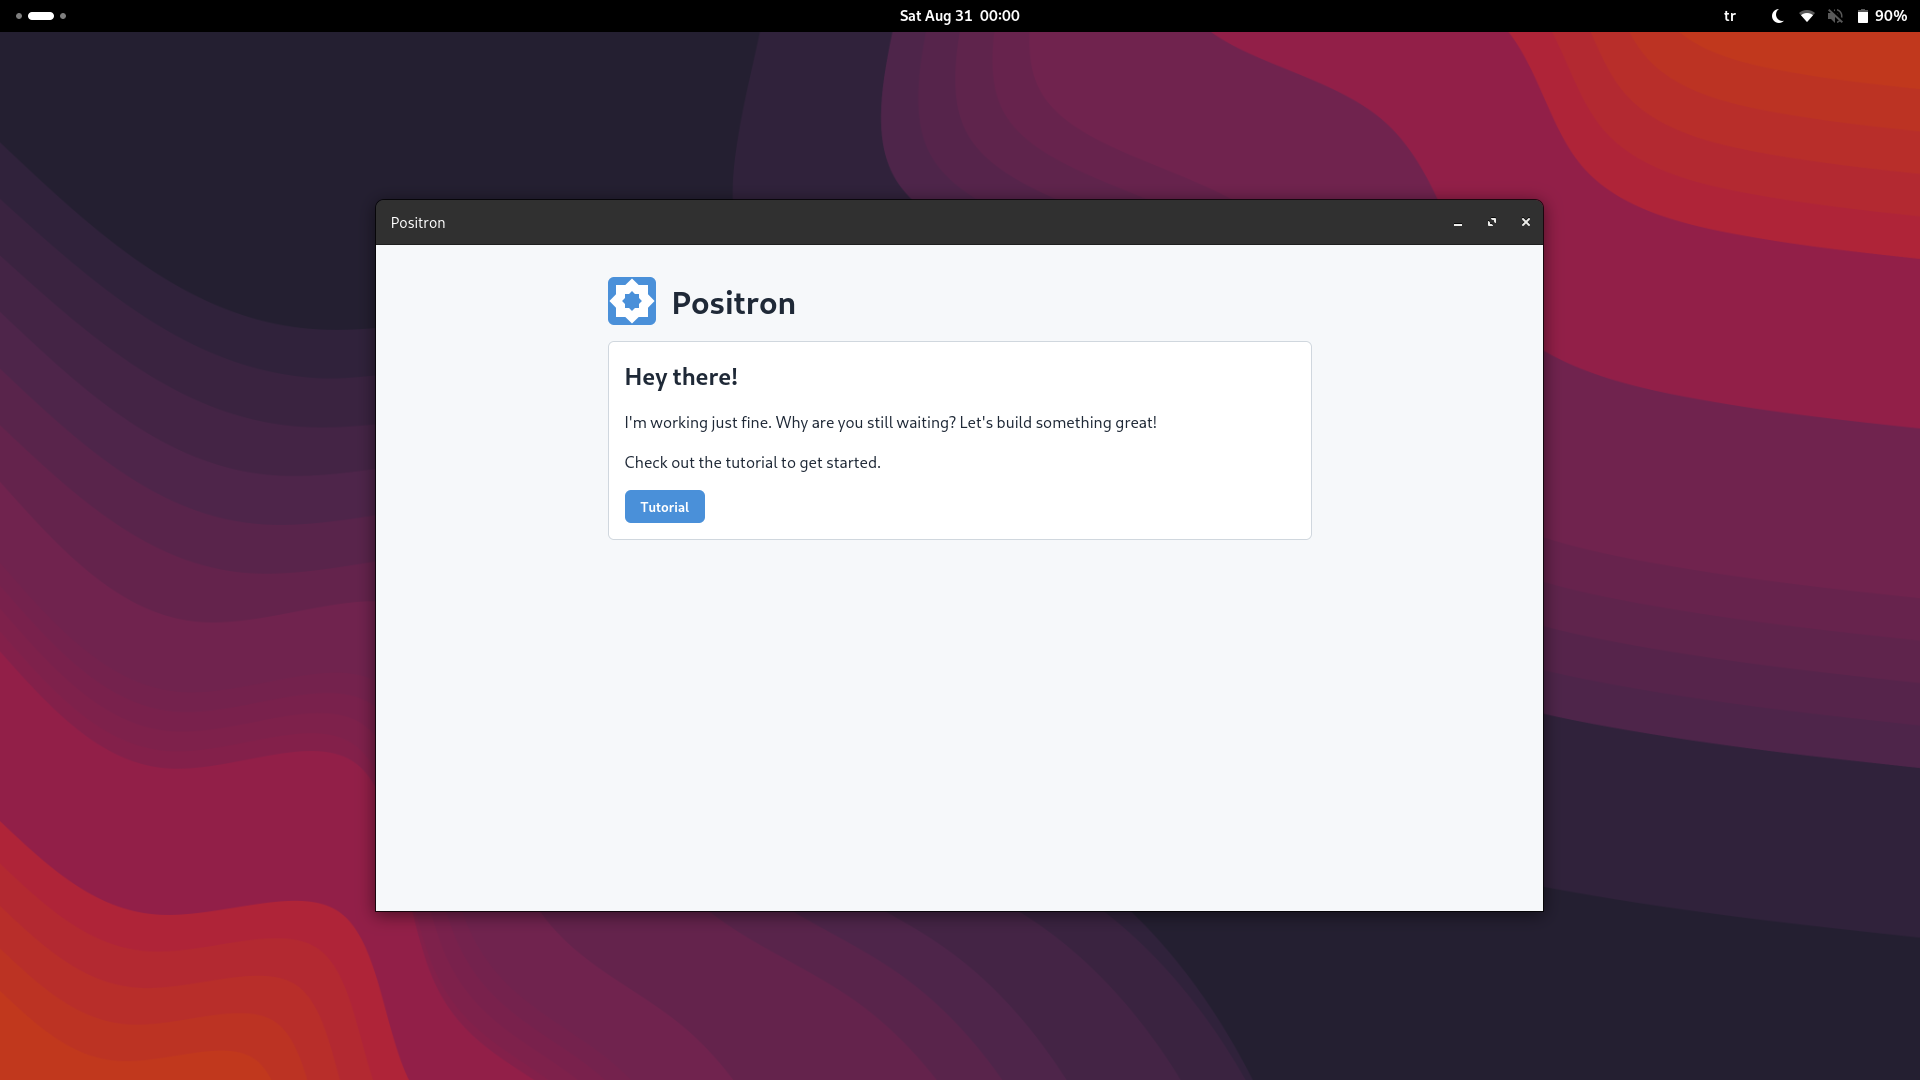 Sat Aug 31 00:00
tr
90%
Positron
Positron
Hey there!
I'm working just fine. Why are you still waiting? Let's build something great!
Check out the tutorial to get started.
Tutorial